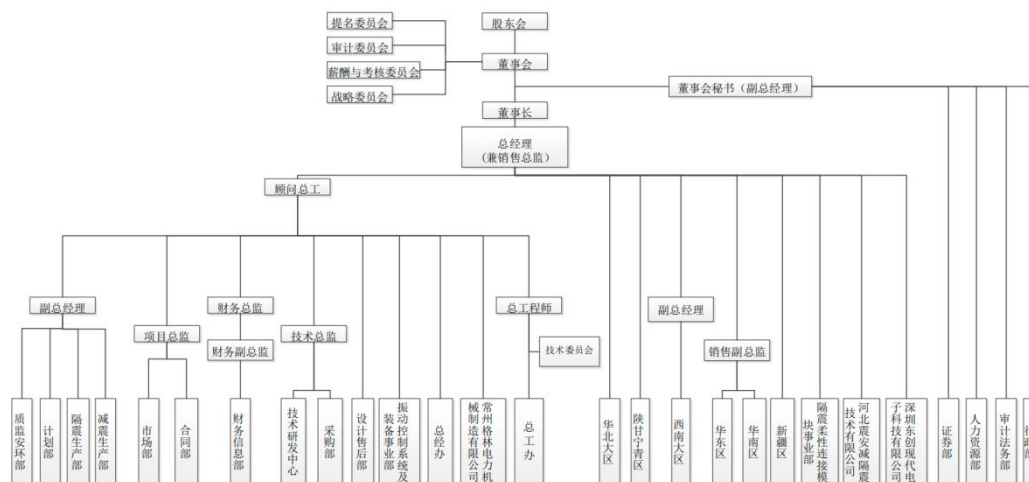 提名委员会
股东会
审计委员会
董事会
薪酬与考核委员会
战略委员会
董事会秘书（副总经理）
董事长
总经理
（兼销售总监）
顾问总工
副总经理
财务总监
总工程师
副总经理
项目总监
技术总监
财务副总监
技术委员会
销售副总监
质监安环部
计划部
隔震生产部
减震生产部
市场部
合同部
财务信息部
技术研发中心
采购部
设计售后部
振动控制系统及
装备事业部
总经办
常州格林电力机
械制造有限公司
总工办
华北大区
陕甘宁青区
西南大区
华东区
华南区
新疆区
隔震柔性连接模
块事业部
河北震安减隔震
技术有限公司
深圳东创现代电
子科技有限公司
证券部
人力资源部
审计法务部